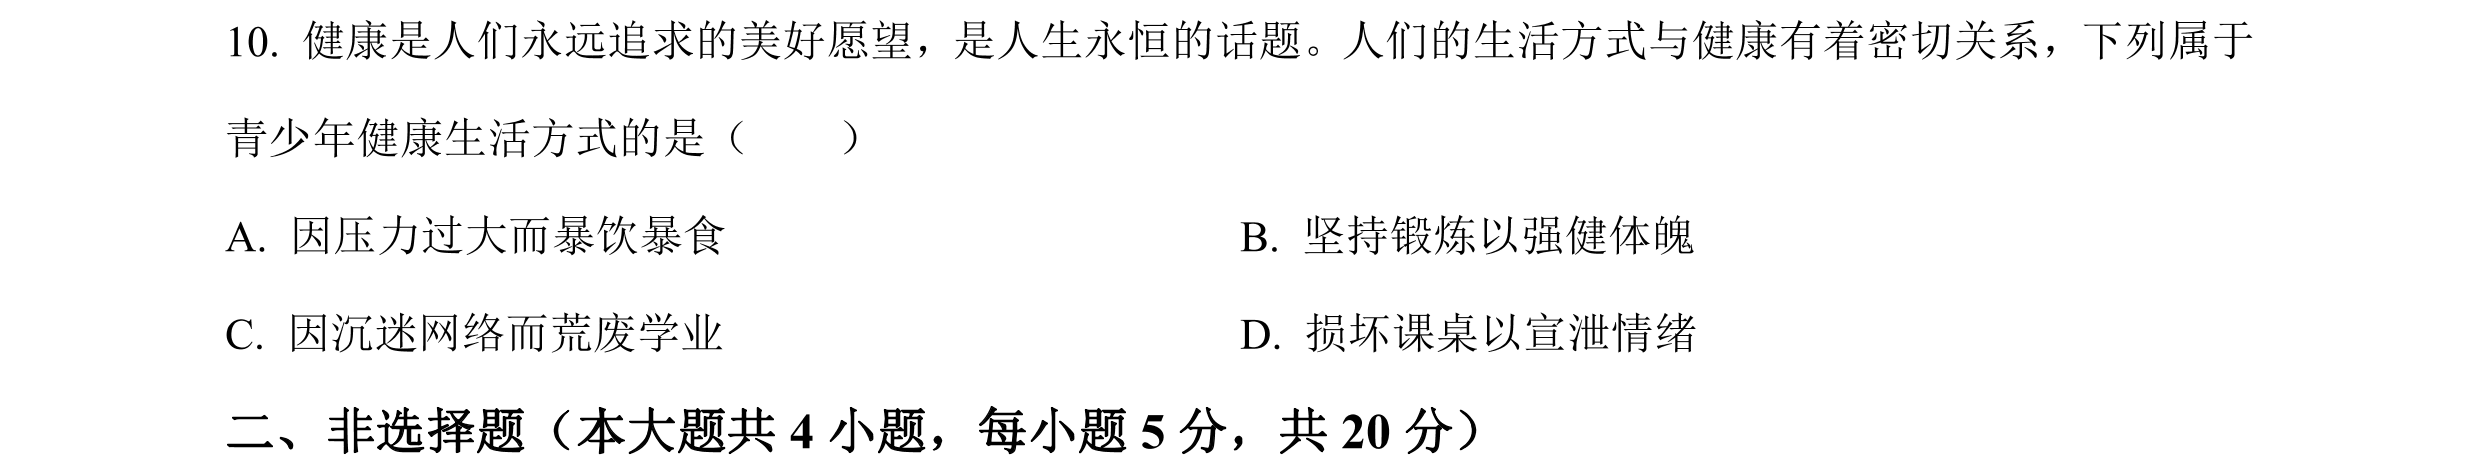 10. 健康是人们永远追求的美好愿望，是人生永恒的话题。人们的生活方式与健康有着密切关系，下列属于
青少年健康生活方式的是（　　）
A. 因压力过大而暴饮暴食
B. 坚持锻炼以强健体魄
C. 因沉迷网络而荒废学业
D. 损坏课桌以宣泄情绪
二、非选择题（本大题共 4 小题，每小题 5 分，共 20 分）